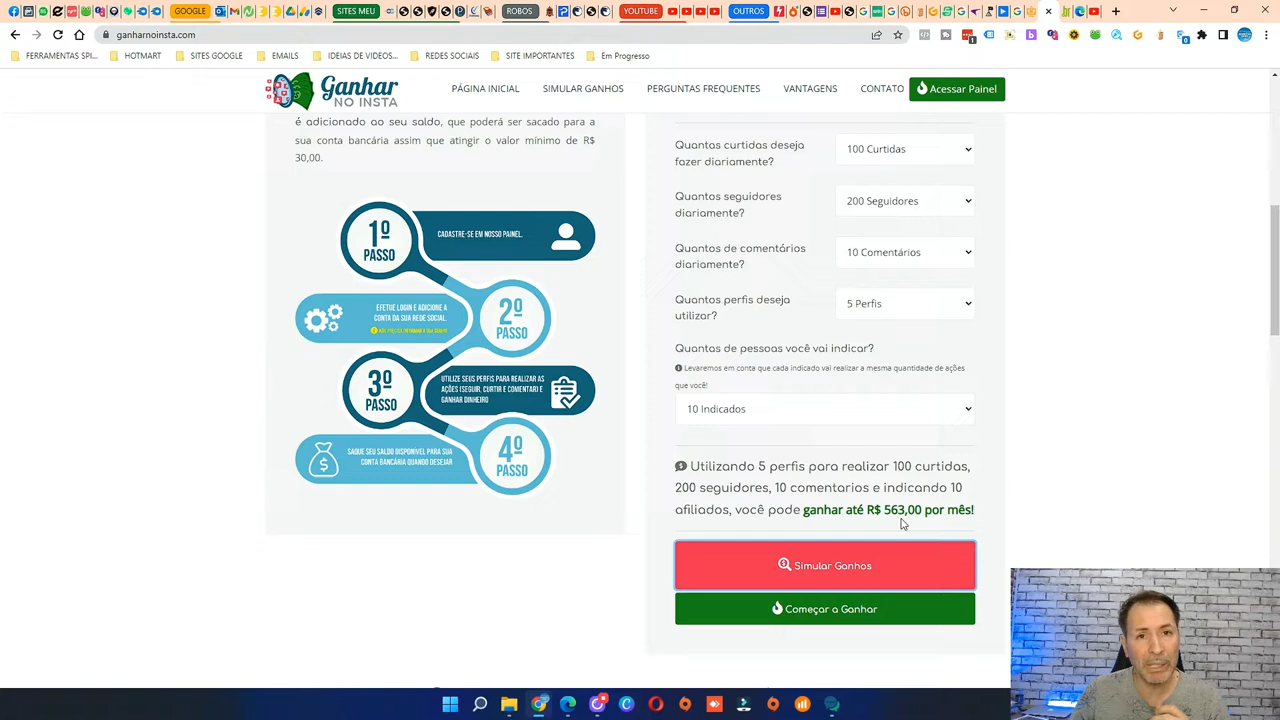 GOOGLE
SITES MEU
ROBOS
YOUTUBE
OUTROS
ganharnoinsta.com
FERRAMENTAS SPI...
HOTMART
SITES GOOGLE
EMAILS
IDEIAS DE VIDEOS...
REDES SOCIAIS
SITE IMPORTANTES
Em Progresso
Ganhar
NO INSTA
PÁGINA INICIAL
SIMULAR GANHOS
PERGUNTAS FREQUENTES
VANTAGENS
CONTATO
Acessar Painel
é adicionado ao seu saldo, que poderá ser sacado para a
sua conta bancária assim que atingir o valor mínimo de R$
30,00.
1º
PASSO
CADASTRE-SE EM NOSSO PAINEL.
EFETUE LOGIN E ADICIONE A
CONTA DA SUA REDE SOCIAL.
NÃO PRECISA INFORMAR A SUA SENHA!
2º
PASSO
3º
PASSO
UTILIZE SEUS PERFIS PARA REALIZAR AS
AÇÕES (SEGUIR, CURTIR E COMENTAR) E
GANHAR DINHEIRO
SAQUE SEU SALDO DISPONÍVEL PARA SUA
CONTA BANCÁRIA QUANDO DESEJAR
4º
PASSO
Quantas curtidas deseja
fazer diariamente?
100 Curtidas
Quantos seguidores
diariamente?
200 Seguidores
Quantos de comentários
diariamente?
10 Comentários
Quantos perfis deseja
utilizar?
5 Perfis
Quantas de pessoas você vai indicar?
Levaremos em conta que cada indicado vai realizar a mesma quantidade de ações
que você!
10 Indicados
Utilizando 5 perfis para realizar 100 curtidas,
200 seguidores, 10 comentarios e indicando 10
afiliados, você pode ganhar até R$ 563,00 por mês!
Simular Ganhos
Começar a Ganhar